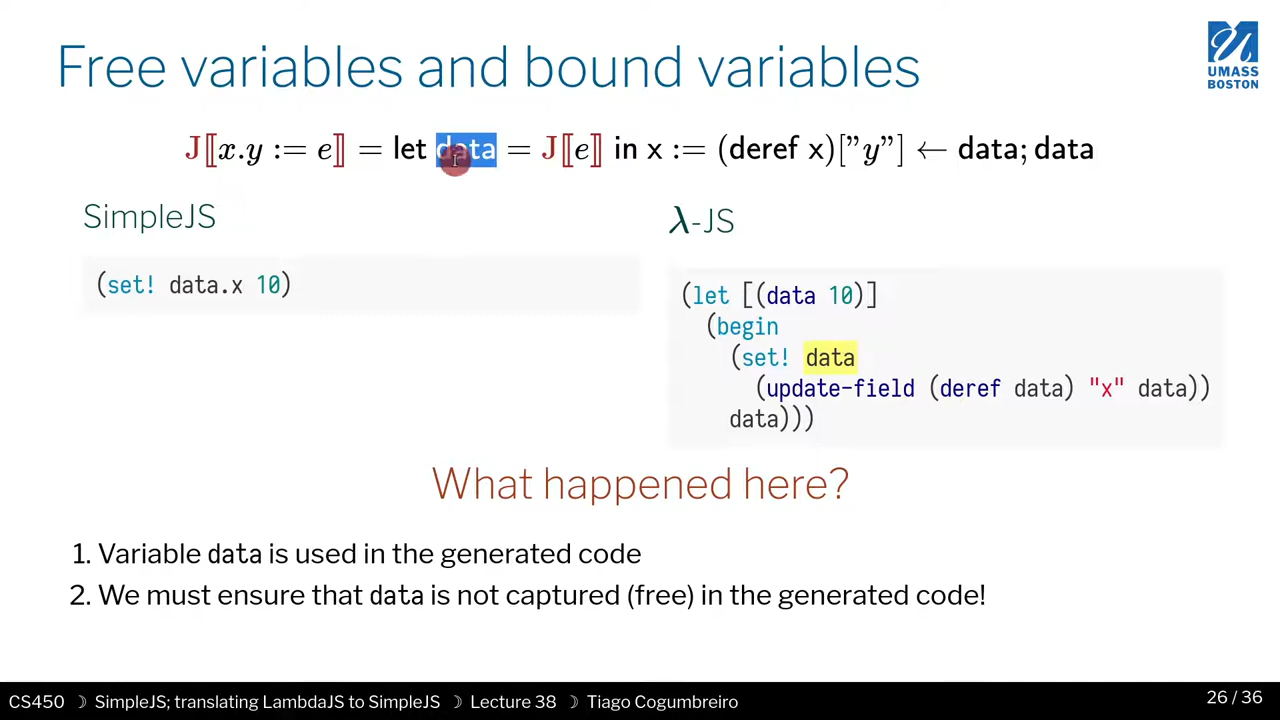 Free variables and bound variables
UMASS
BOSTON
J⟦x.y := e⟧ = let data = J⟦e⟧ in x := (deref x)["y"] ← data; data
SimpleJS
(set! data.x 10)
λ-JS
(let [(data 10)]
(begin
(set! data
(update-field (deref data) "x" data))
data)))
What happened here?
1. Variable data is used in the generated code
2. We must ensure that data is not captured (free) in the generated code!
CS450 ☽ SimpleJS; translating LambdaJS to SimpleJS ☽ Lecture 38 ☽ Tiago Cogumbreiro
26 / 36